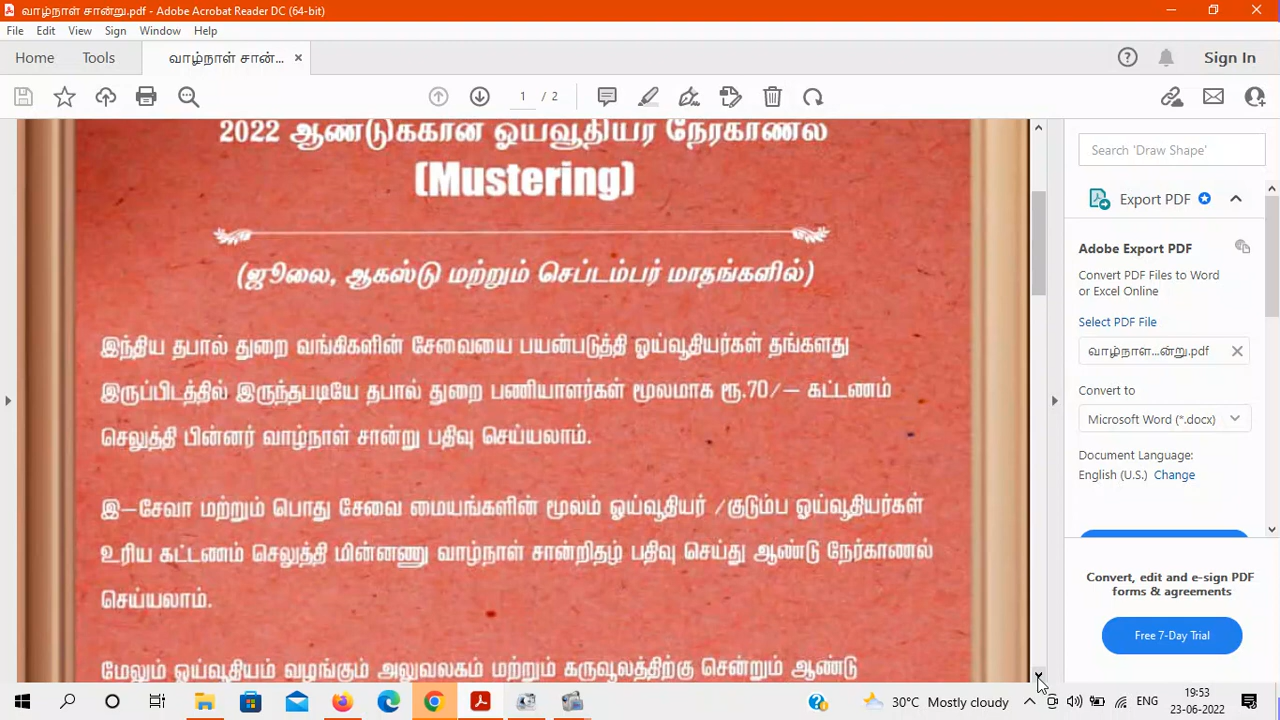 வாழ்நாள் சான்று.pdf - Adobe Acrobat Reader DC (64-bit)
File Edit View Sign Window Help
Home Tools வாழ்நாள் சான்... Sign In
1 / 2
2022 ஆண்டுக்கான ஓய்வூதியர் நேர்காணல்
(Mustering)
(ஜூலை, ஆகஸ்டு மற்றும் செப்டம்பர் மாதங்களில்)
இந்திய தபால் துறை வங்கிகளின் சேவையை பயன்படுத்தி ஓய்வூதியர்கள் தங்களது
இருப்பிடத்தில் இருந்தபடியே தபால் துறை பணியாளர்கள் மூலமாக ரூ.70/– கட்டணம்
செலுத்தி பின்னர் வாழ்நாள் சான்று பதிவு செய்யலாம்.
இ–சேவா மற்றும் பொது சேவை மையங்களின் மூலம் ஓய்வூதியர் /குடும்ப ஓய்வூதியர்கள்
உரிய கட்டணம் செலுத்தி மின்னணு வாழ்நாள் சான்றிதழ் பதிவு செய்து ஆண்டு நேர்காணல்
செய்யலாம்.
மேலும் ஓய்வூதியம் வழங்கும் அலுவலகம் மற்றும் கருவூலத்திற்கு சென்றும் ஆண்டு
Search 'Draw Shape'
Export PDF
Adobe Export PDF
Convert PDF Files to Word
or Excel Online
Select PDF File
வாழ்நாள...ன்று.pdf
Convert to
Microsoft Word (*.docx)
Document Language:
English (U.S.) Change
Convert, edit and e-sign PDF
forms & agreements
Free 7-Day Trial
30°C Mostly cloudy ENG 19:53
23-06-2022